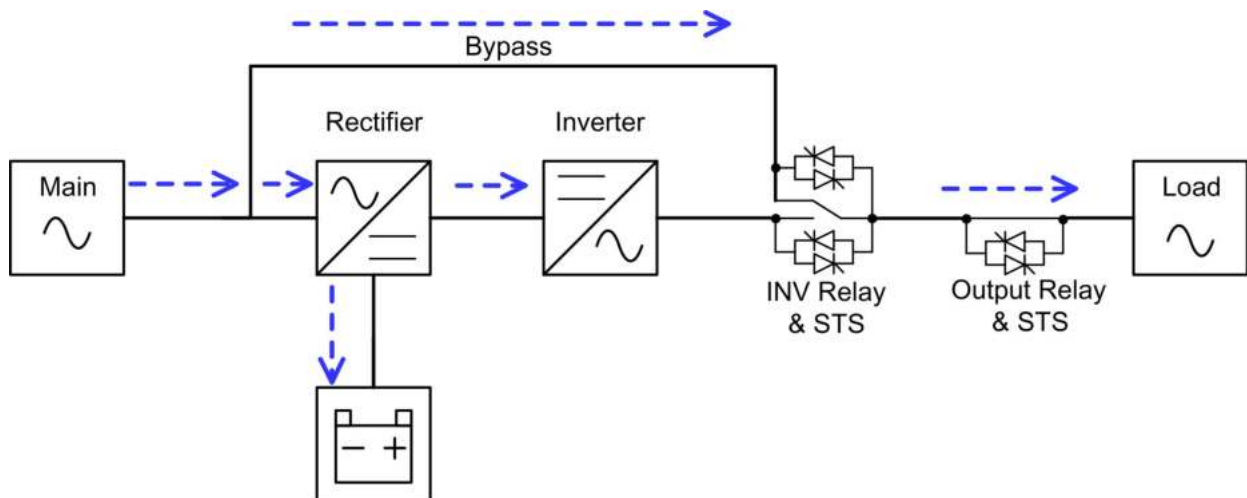 Bypass
Rectifier
Inverter
Main
Load
INV Relay
& STS
Output Relay
& STS